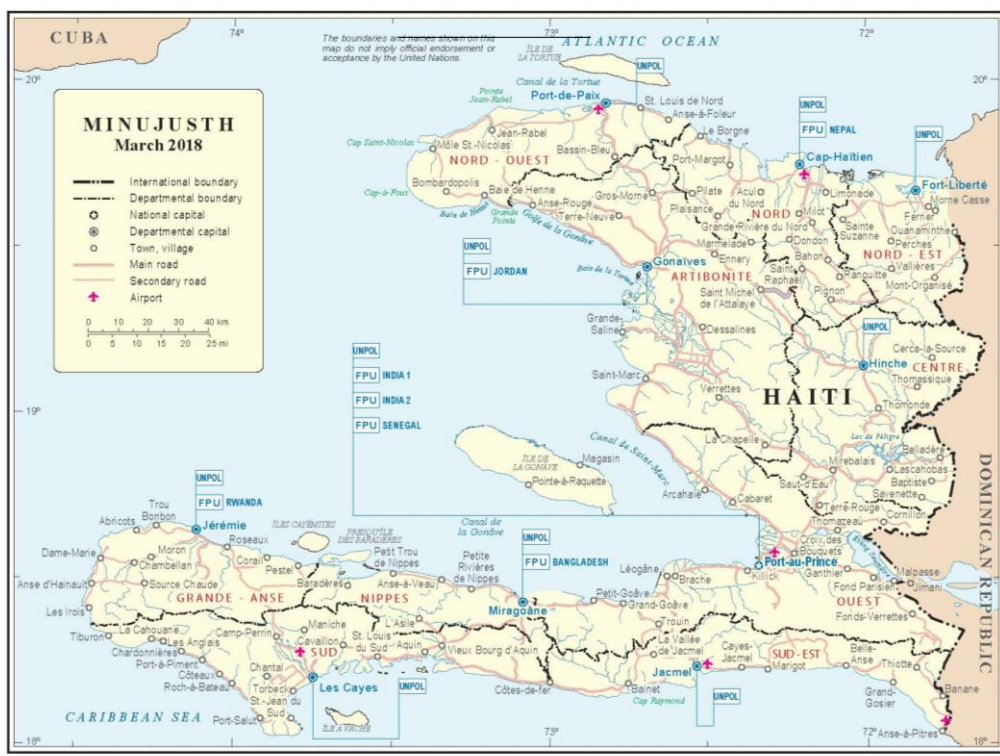 CUBA
74°
The boundaries and names shown on this
map do not imply official endorsement or
acceptance by the United Nations.
73°
ATLANTIC OCEAN
72°
ÎLE DE
LA TORTUE
UNPOL
20°
20°
Canal de la Tortue
Pointe
Jean-Rabel
Port-de-Paix
St. Louis de Nord
Anse-à-Foleur
Le Borgne
UNPOL
FPU NEPAL
UNPOL
MINUJUSTH
March 2018
International boundary
Departmental boundary
National capital
Departmental capital
Town, village
Main road
Secondary road
Airport
0 10 20 30 40 km
0 5 10 15 20 25 mi
Cap Saint-Nicolas
Jean-Rabel
Môle St.-Nicolas
NORD - OUEST
Bassin-Bleu
Port-Margot
Cap-Haïtien
Fort-Liberté
Cap-à-Foux
Bombardopolis
Baie de Henne
Baie de Henne
Grande
Pointe
Anse-Rouge
Terre-Neuve
Golfe de la Gonâve
Gros-Morne
Pilate
Plaisance
Acul
du Nord
Limonade
NORD
Milot
Grande
Rivière du Nord
Sainte
Suzanne
Morne Casse
Ferrier
Ouanaminthe
Perches
NORD - EST
Marmelade
Dondon
Ennery
Bahon
Saint-
Raphaël
Ranquitte
Vallières
Mont-Organisé
UNPOL
FPU JORDAN
Gonaïves
Baie de la Tortue
ARTIBONITE
Saint Michel
de l'Attalaye
Pignon
Grande-
Saline
Dessalines
UNPOL
Hinche
Cerca-la-Source
CENTRE
UNPOL
FPU INDIA 1
FPU INDIA 2
FPU SENEGAL
19°
19°
Saint-Marc
Verrettes
HAITI
Thomassique
Thomonde
Canal de Saint-Marc
La Chapelle
Lac de Péligre
Belladère
Mirebalais
Lascahobas
Saut-d'Eau
Baptiste
Savenette
ÎLE DE
LA GONÂVE
Magasin
Pointe-à-Raquette
Arcahaie
Cabaret
Terre-Rouge
Cornillon
Thomazeau
UNPOL
FPU RWANDA
Trou
Bonbon
Abricots
Jérémie
ÎLES CAYÉMITES
PRESQU'ÎLE
DES BARADÈRES
Canal de
la Gonâve
UNPOL
FPU BANGLADESH
Croix des
Bouquets
Port-au-Prince
Killick
Ganthier
Etang Saumâtre
Malpasse
Jimani
Fond Parisien
Fonds-Verrettes
OUEST
DOMINICAN REPUBLIC
Dame-Marie
Moron
Chambellan
Roseaux
Corail
Pestel
Petit Trou
de Nippes
Petite
Rivières
de Nippes
Anse d'Hainault
Source Chaude
Baradères
Anse-à-Veau
Léogâne
Brache
GRANDE - ANSE
NIPPES
Miragoâne
Petit-Goâve
Grand-Goâve
Les Irois
Maniche
L'Asile
Trouin
Tiburon
La Cahouane
Les Anglais
Camp-Perrin
Cavaillon
St. Louis
du Sud
Aquin
Vieux Bourg d'Aquin
La Vallée
de Jacmel
Cayes-
Jacmel
SUD-EST
Belle-
Anse
Chardonnières
Port-à-Piment
SUD
Jacmel
Marigot
Thiotte
Côteaux
Roch-à-Bateau
Chantal
Torbeck
St.-Jean du
Sud
Les Cayes
Côtes-de-fer
Bainet
Cap Raymond
Grand-
Gosier
Banane
CARIBBEAN SEA
Port-Salut
ÎLE À VACHE
UNPOL
UNPOL
Anse-à-Pitres
18°
73°
72°
18°